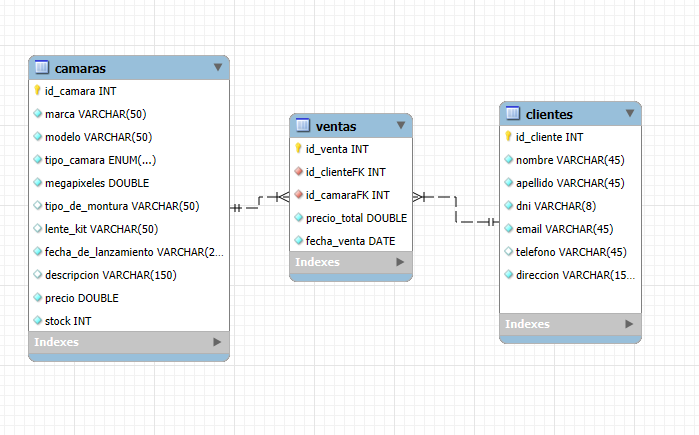 camaras
id_camara INT
marca VARCHAR(50)
modelo VARCHAR(50)
tipo_camara ENUM(...)
megapixeles DOUBLE
tipo_de_montura VARCHAR(50)
lente_kit VARCHAR(50)
fecha_de_lanzamiento VARCHAR(2...
descripcion VARCHAR(150)
precio DOUBLE
stock INT
Indexes
ventas
id_venta INT
id_clienteFK INT
id_camaraFK INT
precio_total DOUBLE
fecha_venta DATE
Indexes
clientes
id_cliente INT
nombre VARCHAR(45)
apellido VARCHAR(45)
dni VARCHAR(8)
email VARCHAR(45)
telefono VARCHAR(45)
direccion VARCHAR(15...
Indexes